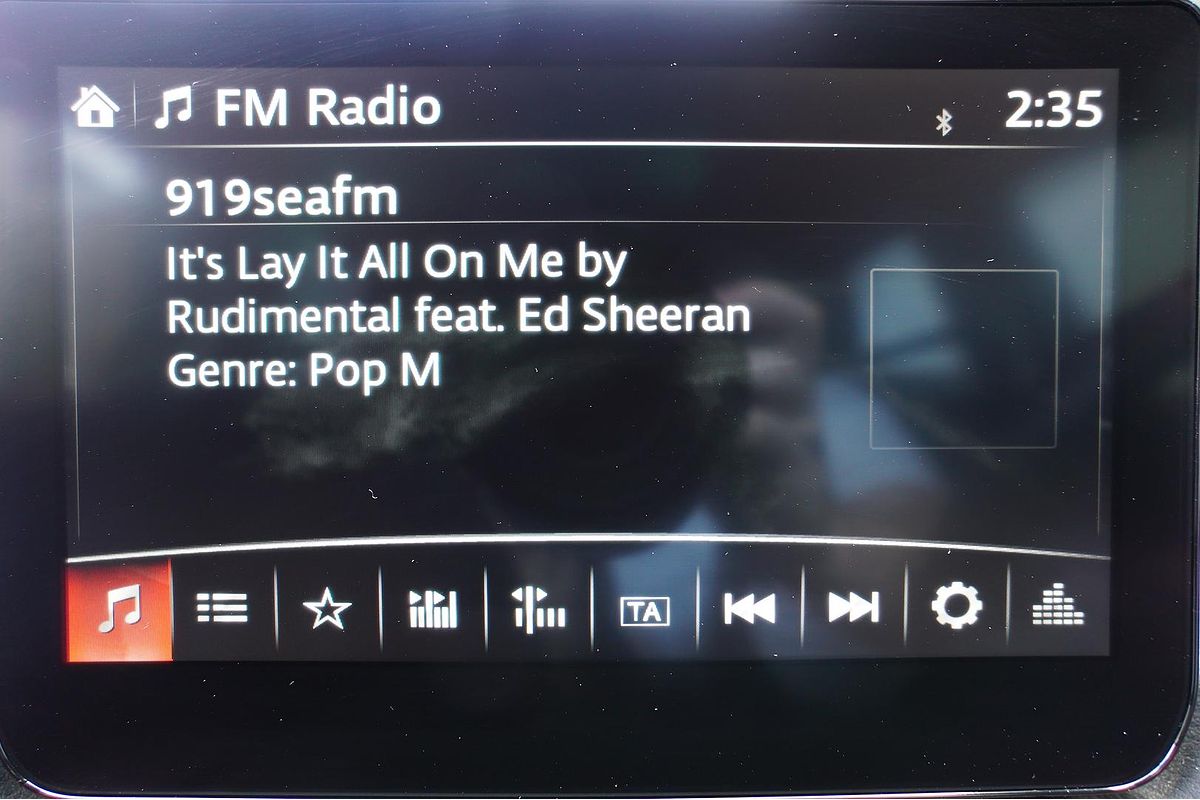 FM Radio
2:35
919seafm
It's Lay It All On Me by
Rudimental feat. Ed Sheeran
Genre: Pop M
TA